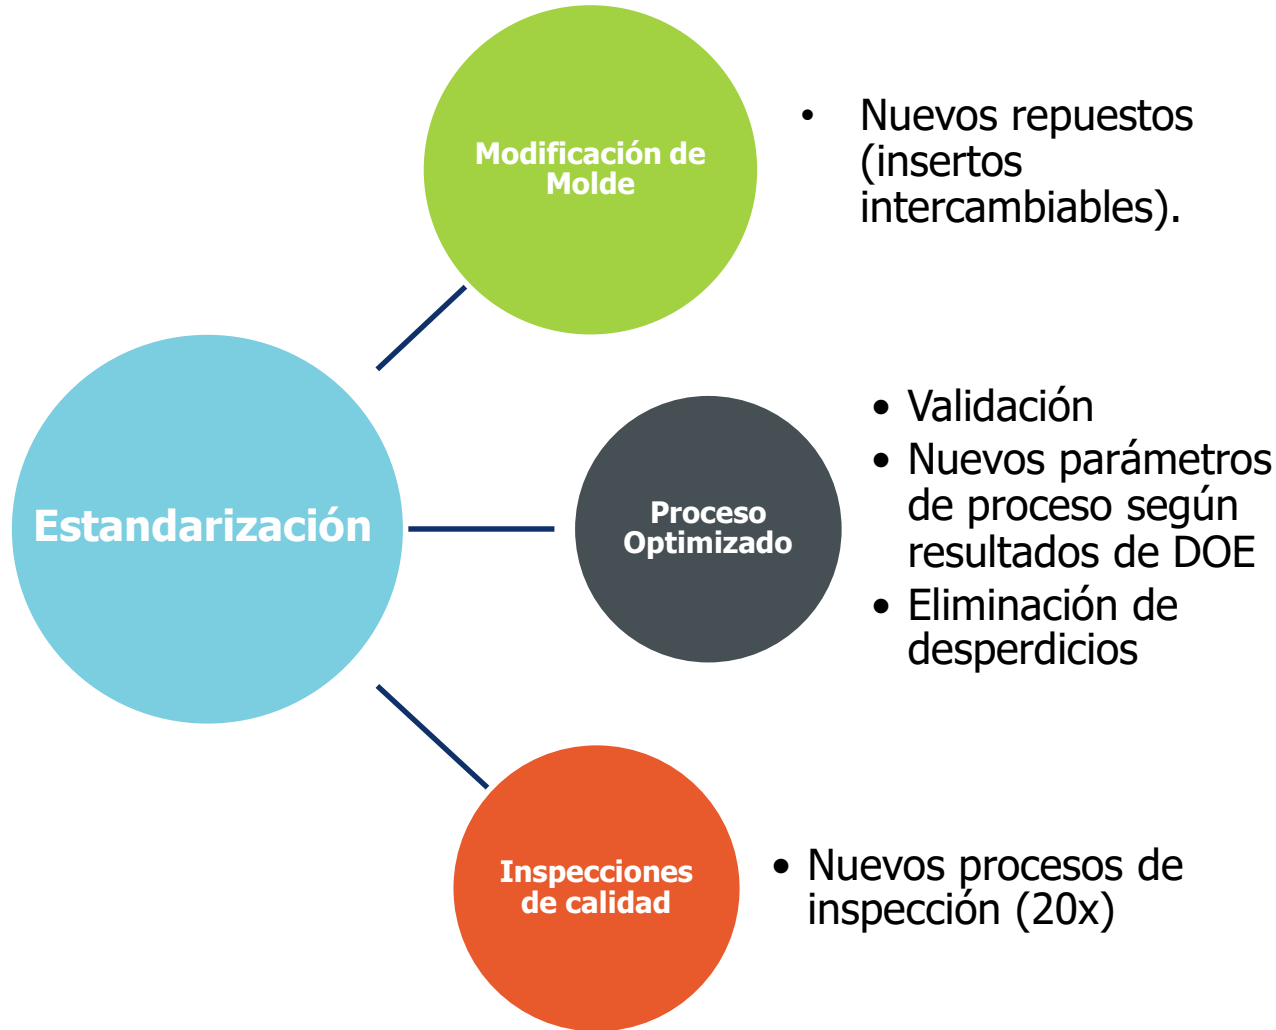 Modificación de
Molde
• Nuevos repuestos
(insertos
intercambiables).
Estandarización
Proceso
Optimizado
• Validación
• Nuevos parámetros
de proceso según
resultados de DOE
• Eliminación de
desperdicios
Inspecciones
de calidad
• Nuevos procesos de
inspección (20x)